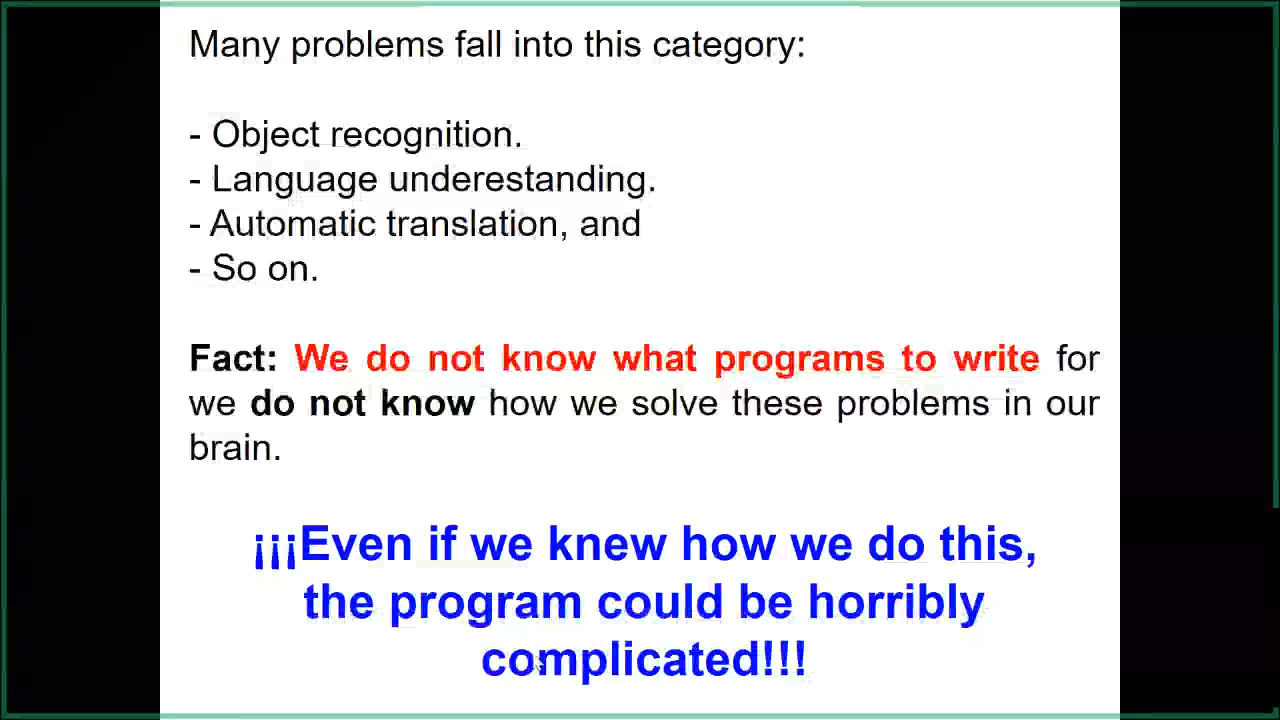 Many problems fall into this category:
- Object recognition.
- Language underestanding.
- Automatic translation, and
- So on.
Fact: We do not know what programs to write for
we do not know how we solve these problems in our
brain.
¡¡¡Even if we knew how we do this,
the program could be horribly
complicated!!!